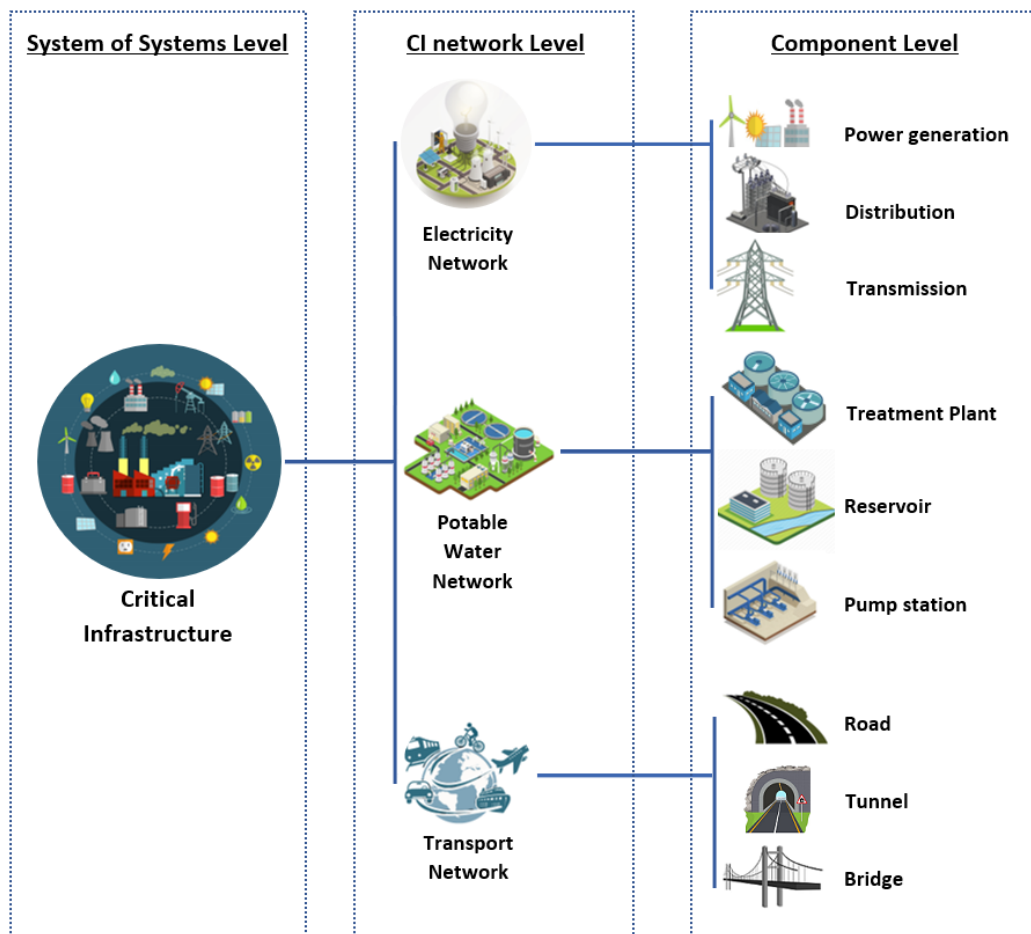 System of Systems Level
CI network Level
Component Level
Electricity
Network
Power generation
Distribution
Transmission
Critical
Infrastructure
Potable
Water
Network
Treatment Plant
Reservoir
Pump station
Transport
Network
Road
Tunnel
Bridge